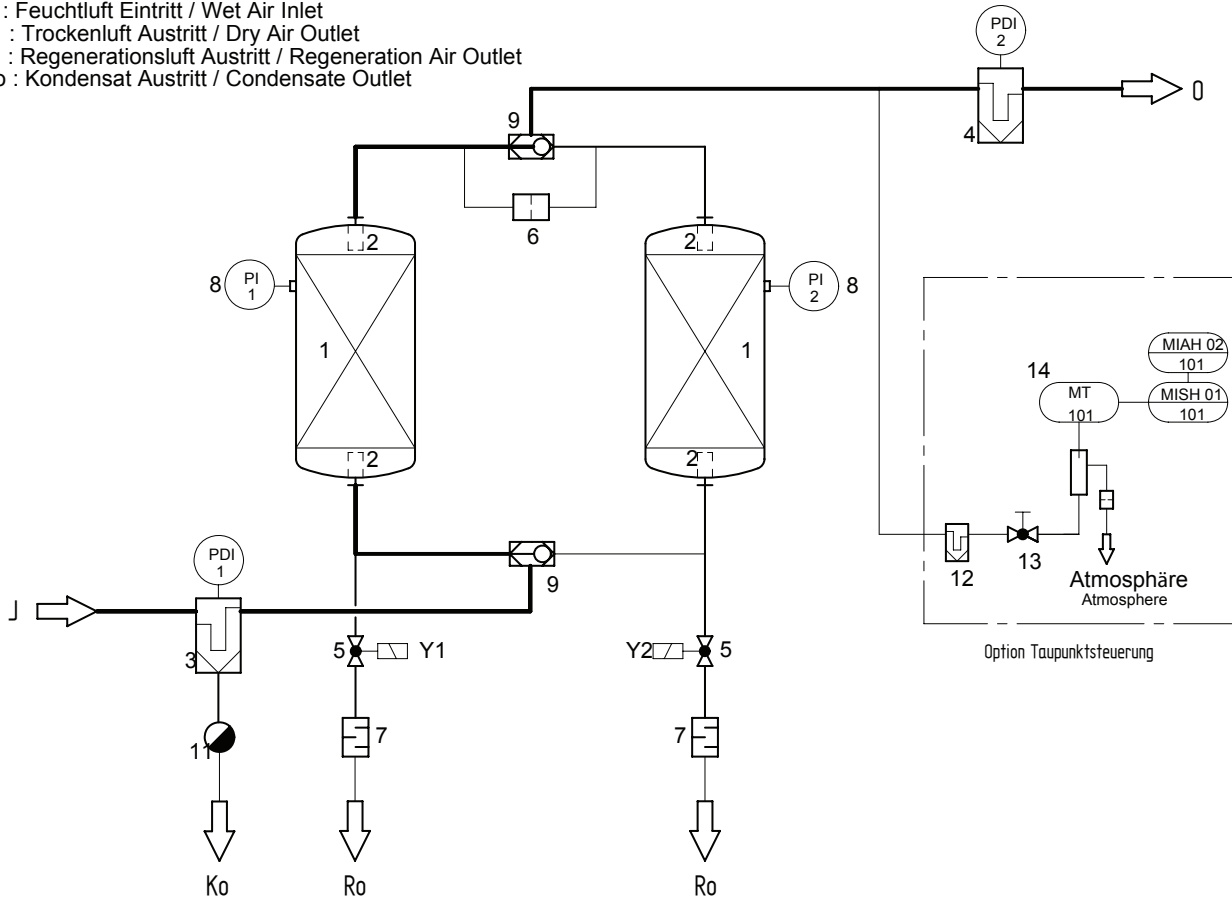 : Feuchtluft Eintritt / Wet Air Inlet
: Trockenluft Austritt / Dry Air Outlet
: Regenerationsluft Austritt / Regeneration Air Outlet
o : Kondensat Austritt / Condensate Outlet
PDI
2
4
O
9
6
2
2
PI
1
8
PI
2
8
1
1
2
2
MIAH 02
101
14
MT
101
MISH 01
101
PDI
1
9
12
13
Atmosphäre
Atmosphere
J
3
5
Y1
Y2
5
Option Taupunktsteuerung
11
7
7
Ko
Ro
Ro